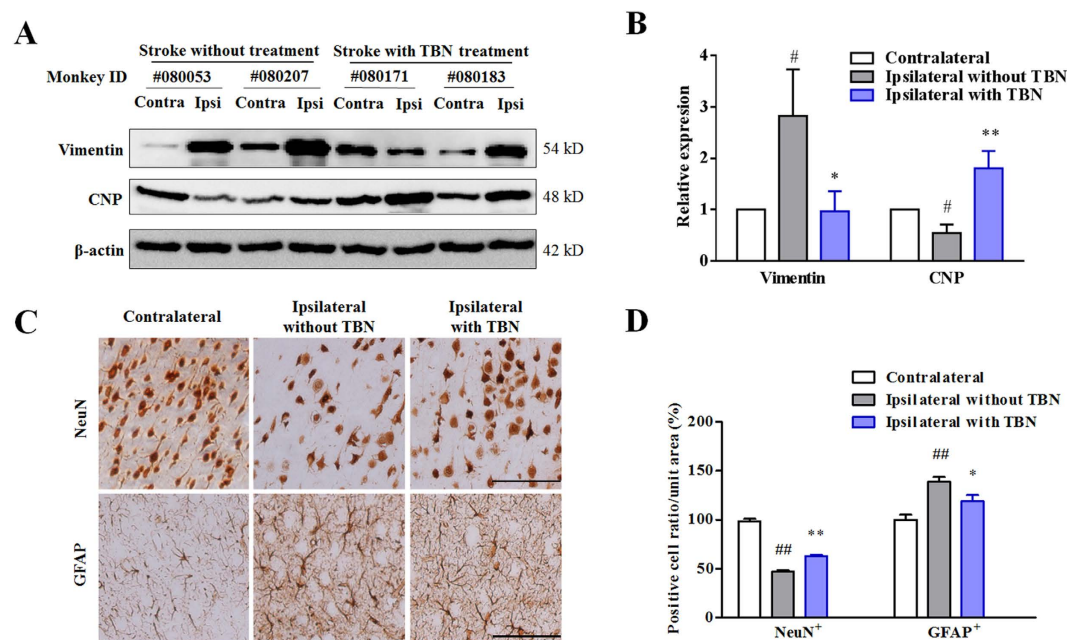 A
Stroke without treatment Stroke with TBN treatment
Monkey ID #080053 #080207 #080171 #080183
Contra Ipsi Contra Ipsi Contra Ipsi Contra Ipsi
Vimentin 54 kD
CNP 48 kD
β-actin 42 kD
B
Contralateral
Ipsilateral without TBN
Ipsilateral with TBN
Relative expresion
6
4
2
1
0
#
*
#
**
Vimentin CNP
C
Contralateral
Ipsilateral
without TBN
Ipsilateral
with TBN
NeuN
GFAP
D
Contralateral
Ipsilateral without TBN
Ipsilateral with TBN
Positive cell ratio/unit area (%)
200
150
100
50
0
##
**
##
*
NeuN+ GFAP+